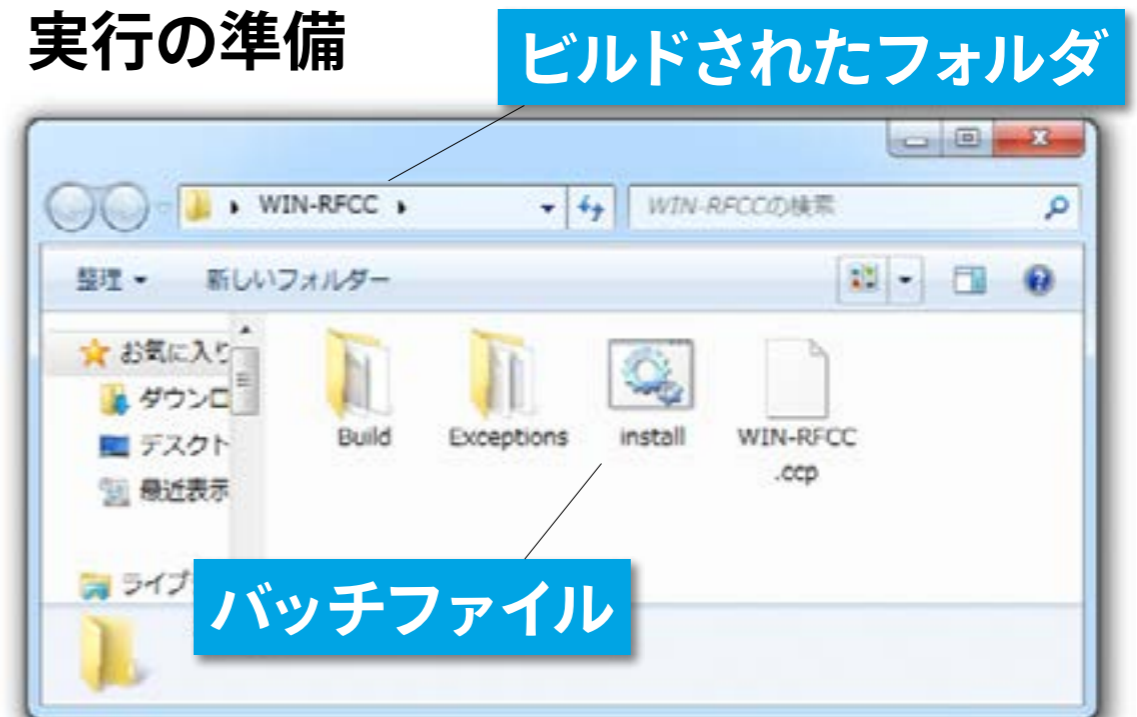 実行の準備
ビルドされたフォルダ
WIN-RFCC
WIN-RFCCの検索
整理
新しいフォルダー
お気に入り
ダウンロ
デスクト
最近表示
ライブ
Build
Exceptions
install
WIN-RFCC
.ccp
バッチファイル